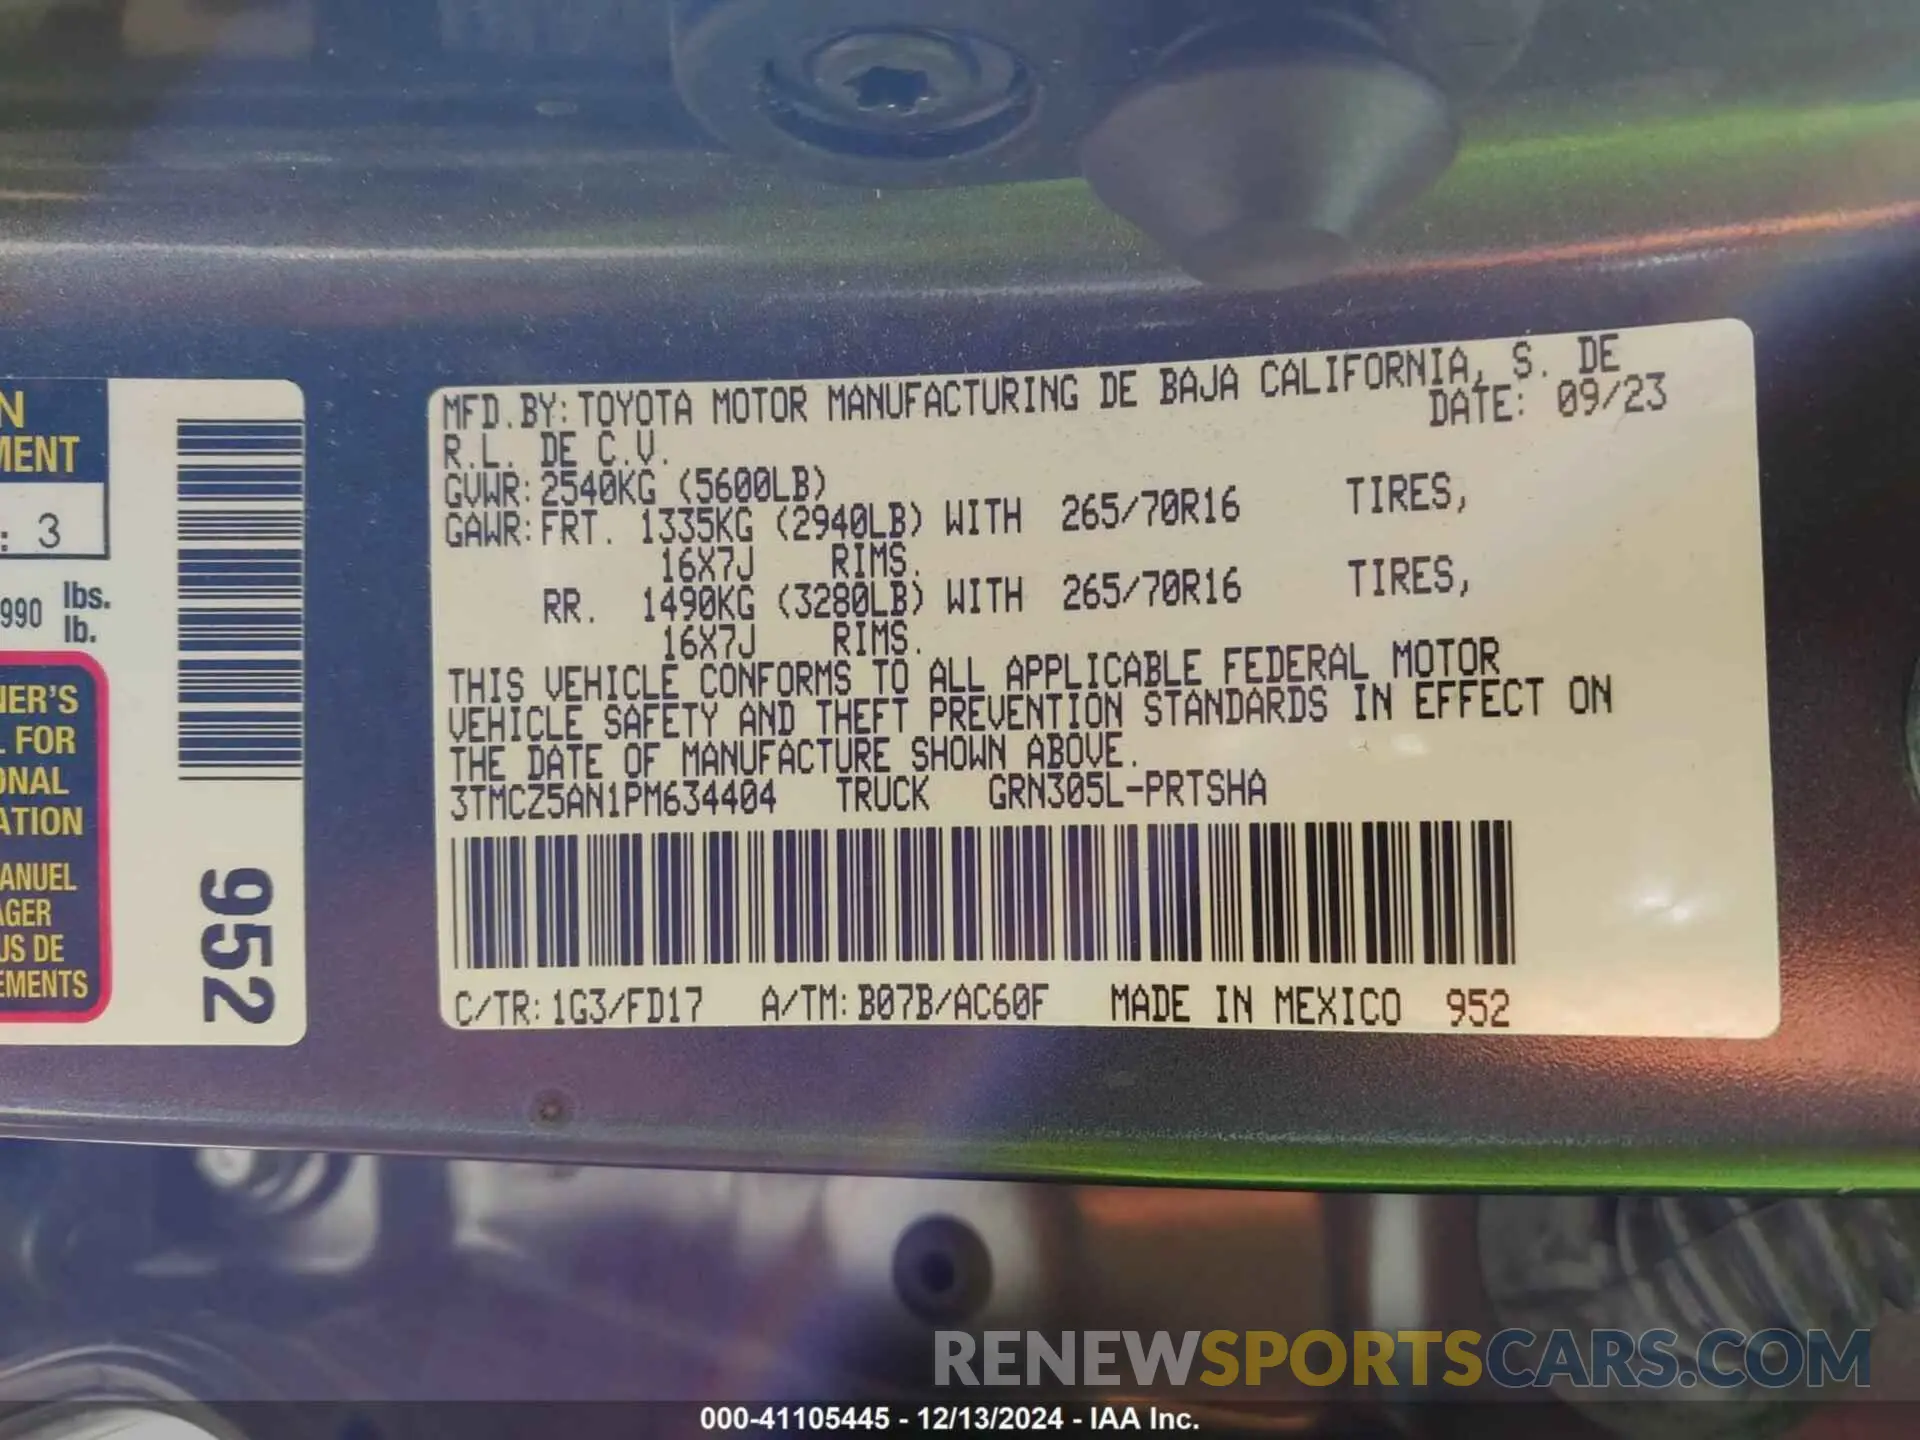 N
MENT
: 3
990 lbs.
lb.
NER'S
L FOR
ONAL
ATION
ANUEL
AGER
US DE
EMENTS
952
MFD.BY:TOYOTA MOTOR MANUFACTURING DE BAJA CALIFORNIA, S. DE
R.L. DE C.V. DATE: 09/23
GVWR:2540KG (5600LB)
GAWR:FRT. 1335KG (2940LB) WITH 265/70R16 TIRES,
16X7J RIMS.
RR. 1490KG (3280LB) WITH 265/70R16 TIRES,
16X7J RIMS.
THIS VEHICLE CONFORMS TO ALL APPLICABLE FEDERAL MOTOR
VEHICLE SAFETY AND THEFT PREVENTION STANDARDS IN EFFECT ON
THE DATE OF MANUFACTURE SHOWN ABOVE.
3TMCZ5AN1PM634404 TRUCK GRN305L-PRTSHA
C/TR:1G3/FD17 A/TM:B07B/AC60F MADE IN MEXICO 952
RENEWSPORTSCARS.COM
000-41105445 - 12/13/2024 - IAA Inc.